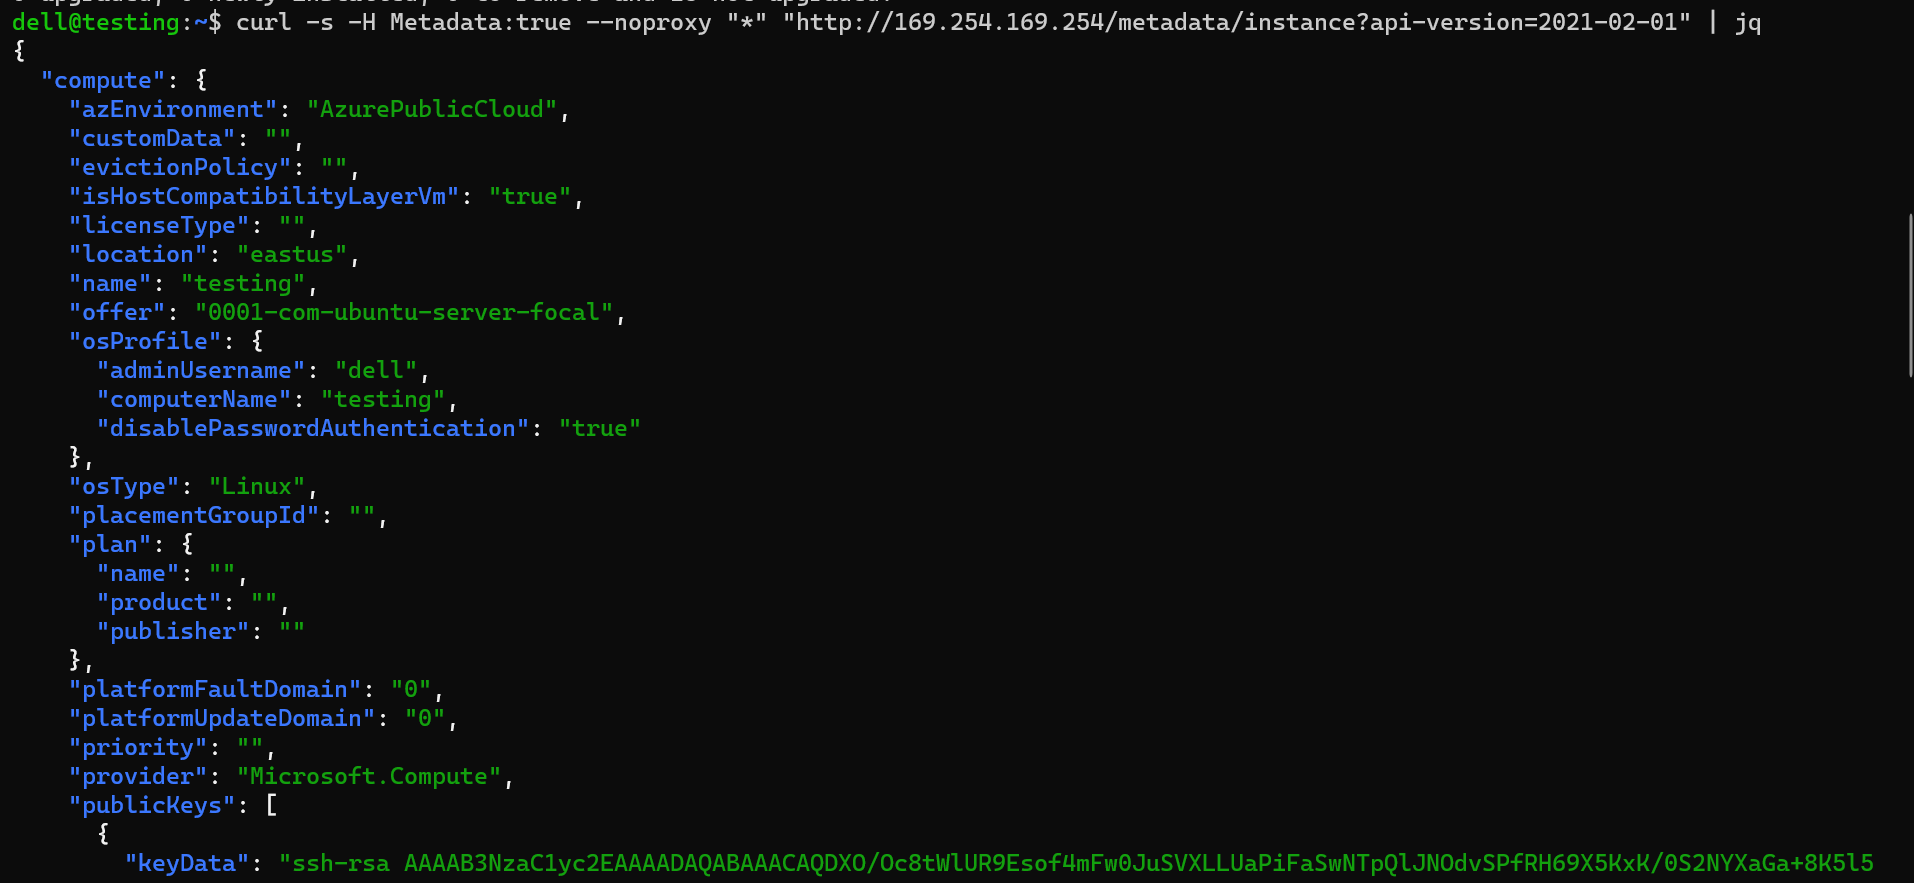 dell@testing:~$ curl -s -H Metadata:true --noproxy "*" "http://169.254.169.254/metadata/instance?api-version=2021-02-01" | jq
{
  "compute": {
    "azEnvironment": "AzurePublicCloud",
    "customData": "",
    "evictionPolicy": "",
    "isHostCompatibilityLayerVm": "true",
    "licenseType": "",
    "location": "eastus",
    "name": "testing",
    "offer": "0001-com-ubuntu-server-focal",
    "osProfile": {
      "adminUsername": "dell",
      "computerName": "testing",
      "disablePasswordAuthentication": "true"
    },
    "osType": "Linux",
    "placementGroupId": "",
    "plan": {
      "name": "",
      "product": "",
      "publisher": ""
    },
    "platformFaultDomain": "0",
    "platformUpdateDomain": "0",
    "priority": "",
    "provider": "Microsoft.Compute",
    "publicKeys": [
      {
        "keyData": "ssh-rsa AAAAB3NzaC1yc2EAAAADAQABAAACAQDXO/Oc8tWlUR9Esof4mFw0JuSVXLLUaPiFaSwNTpQlJNOdvSPfRH69X5KxK/0S2NYXaGa+8K5l5